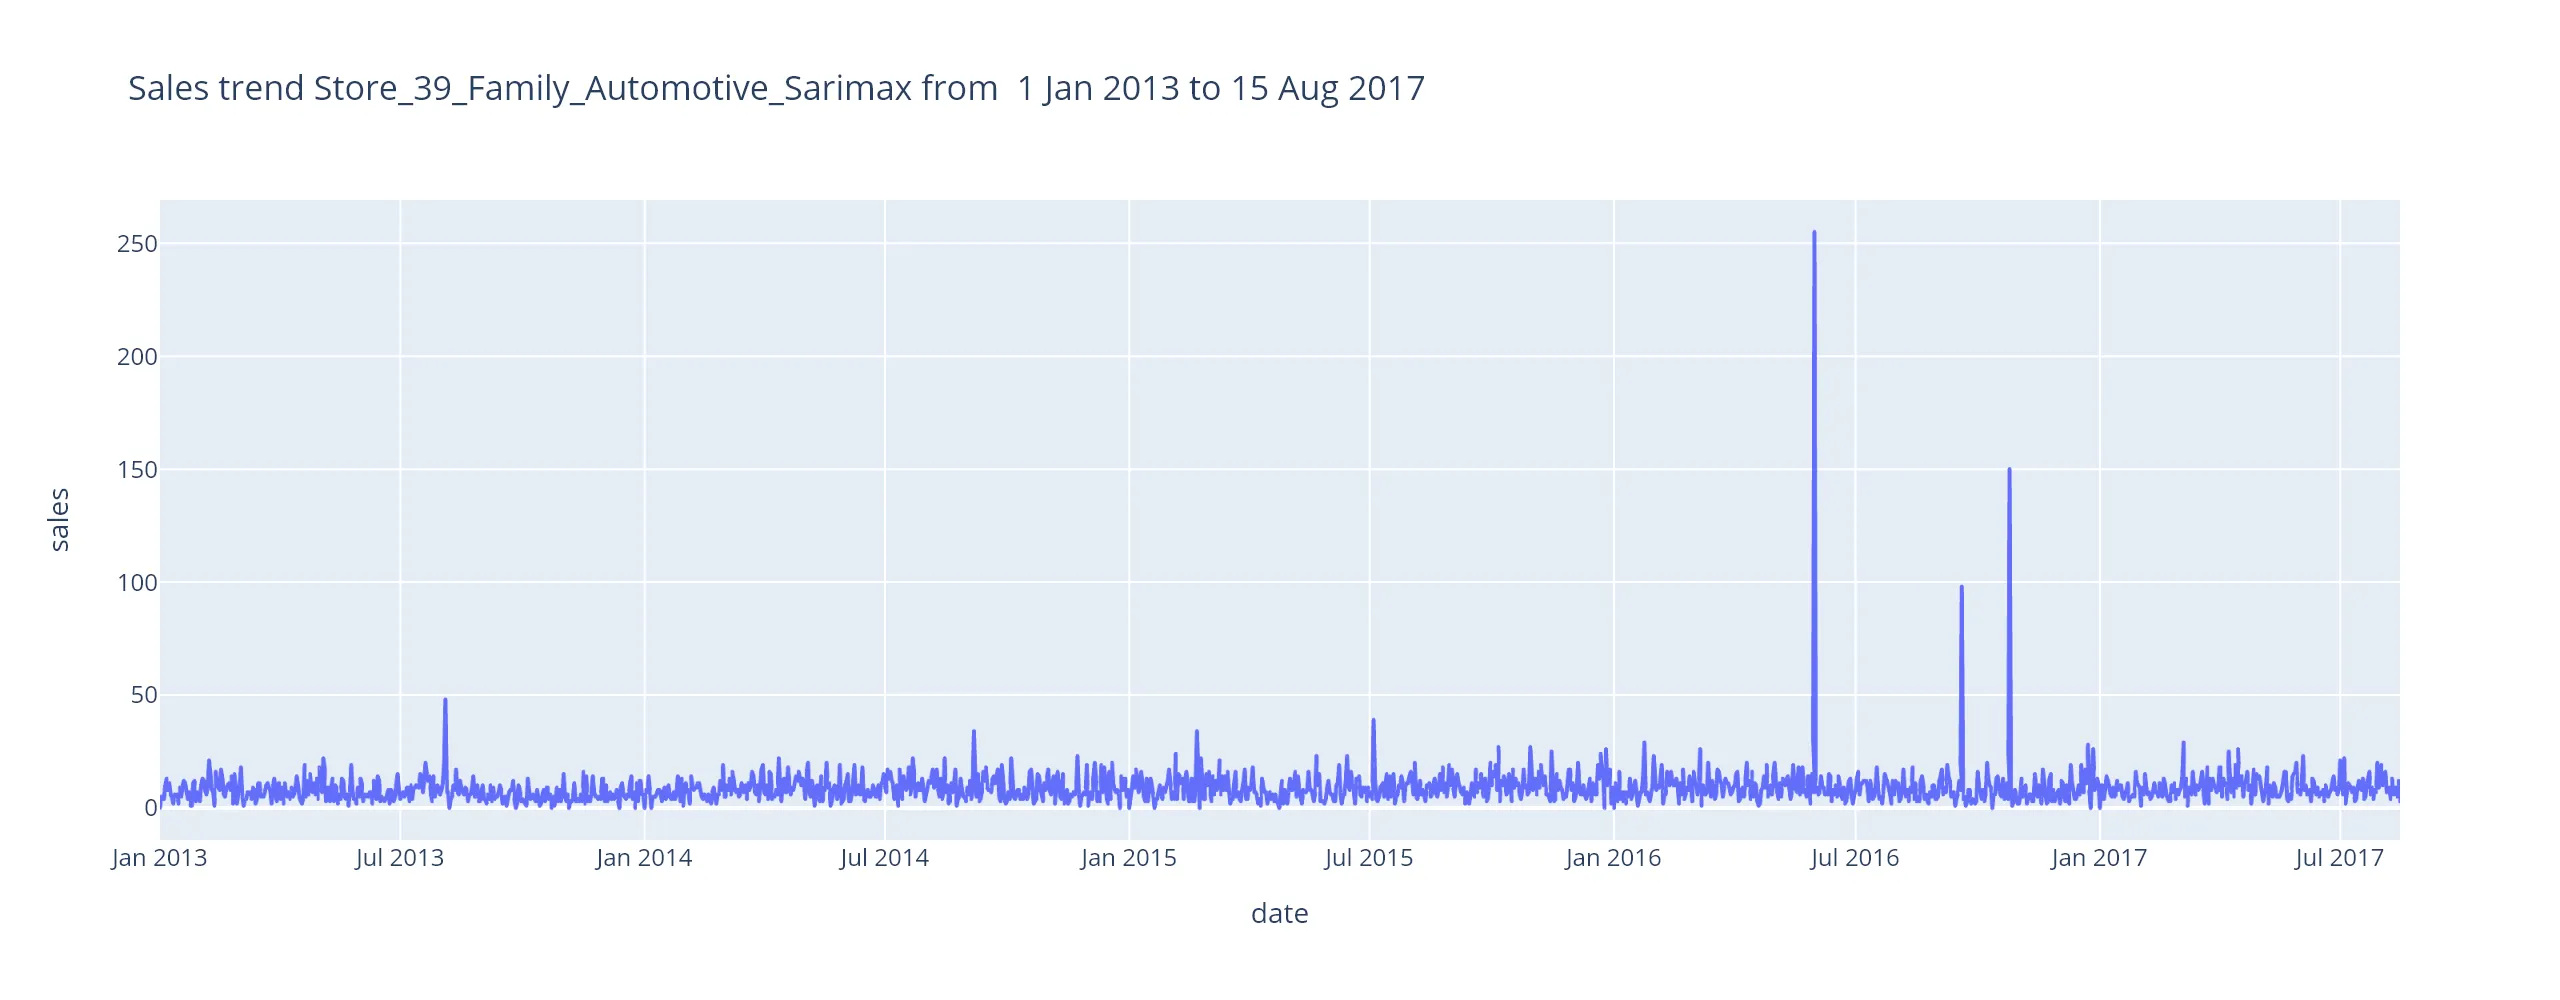 Sales trend Store_39_Family_Automotive_Sarimax from  1 Jan 2013 to 15 Aug 2017
250
200
150
100
50
0
sales
Jan 2013 Jul 2013 Jan 2014 Jul 2014 Jan 2015 Jul 2015 Jan 2016 Jul 2016 Jan 2017 Jul 2017
date